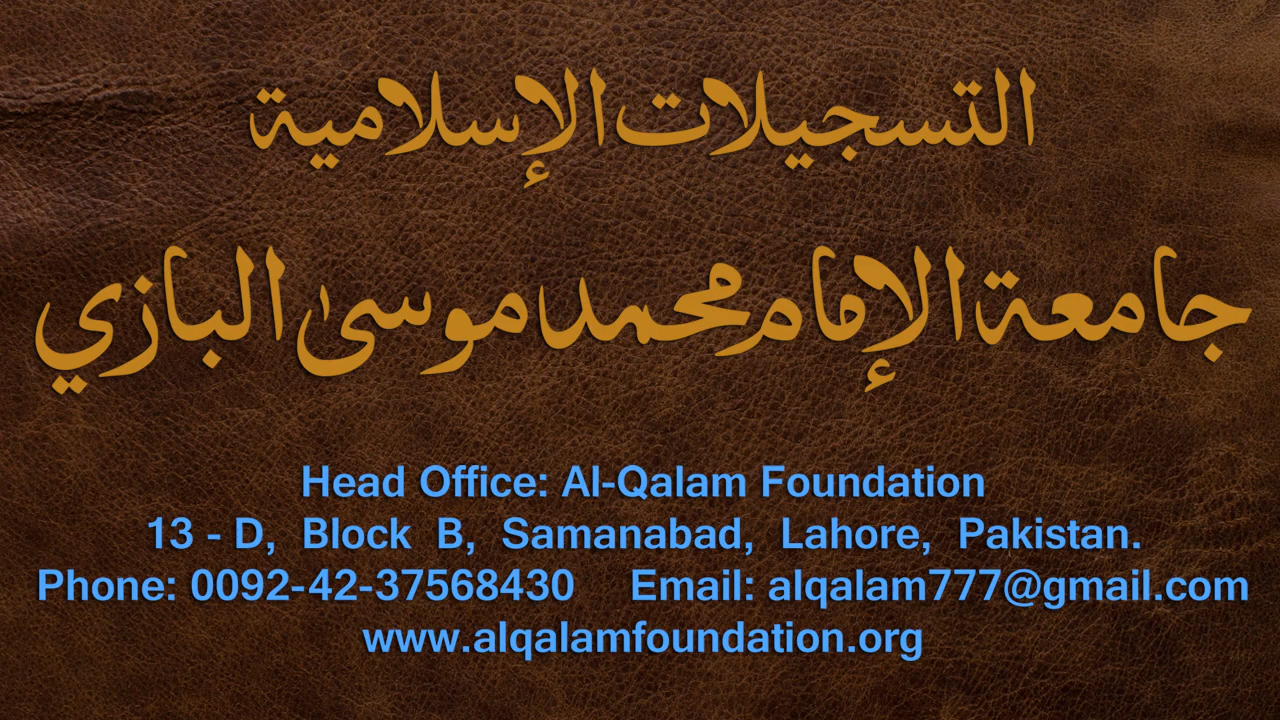 التسجيلات الإسلامية
جامعة الإمام محمد موسىٰ البازي
Head Office: Al-Qalam Foundation
13 - D, Block B, Samanabad, Lahore, Pakistan.
Phone: 0092-42-37568430 Email: alqalam777@gmail.com
www.alqalamfoundation.org